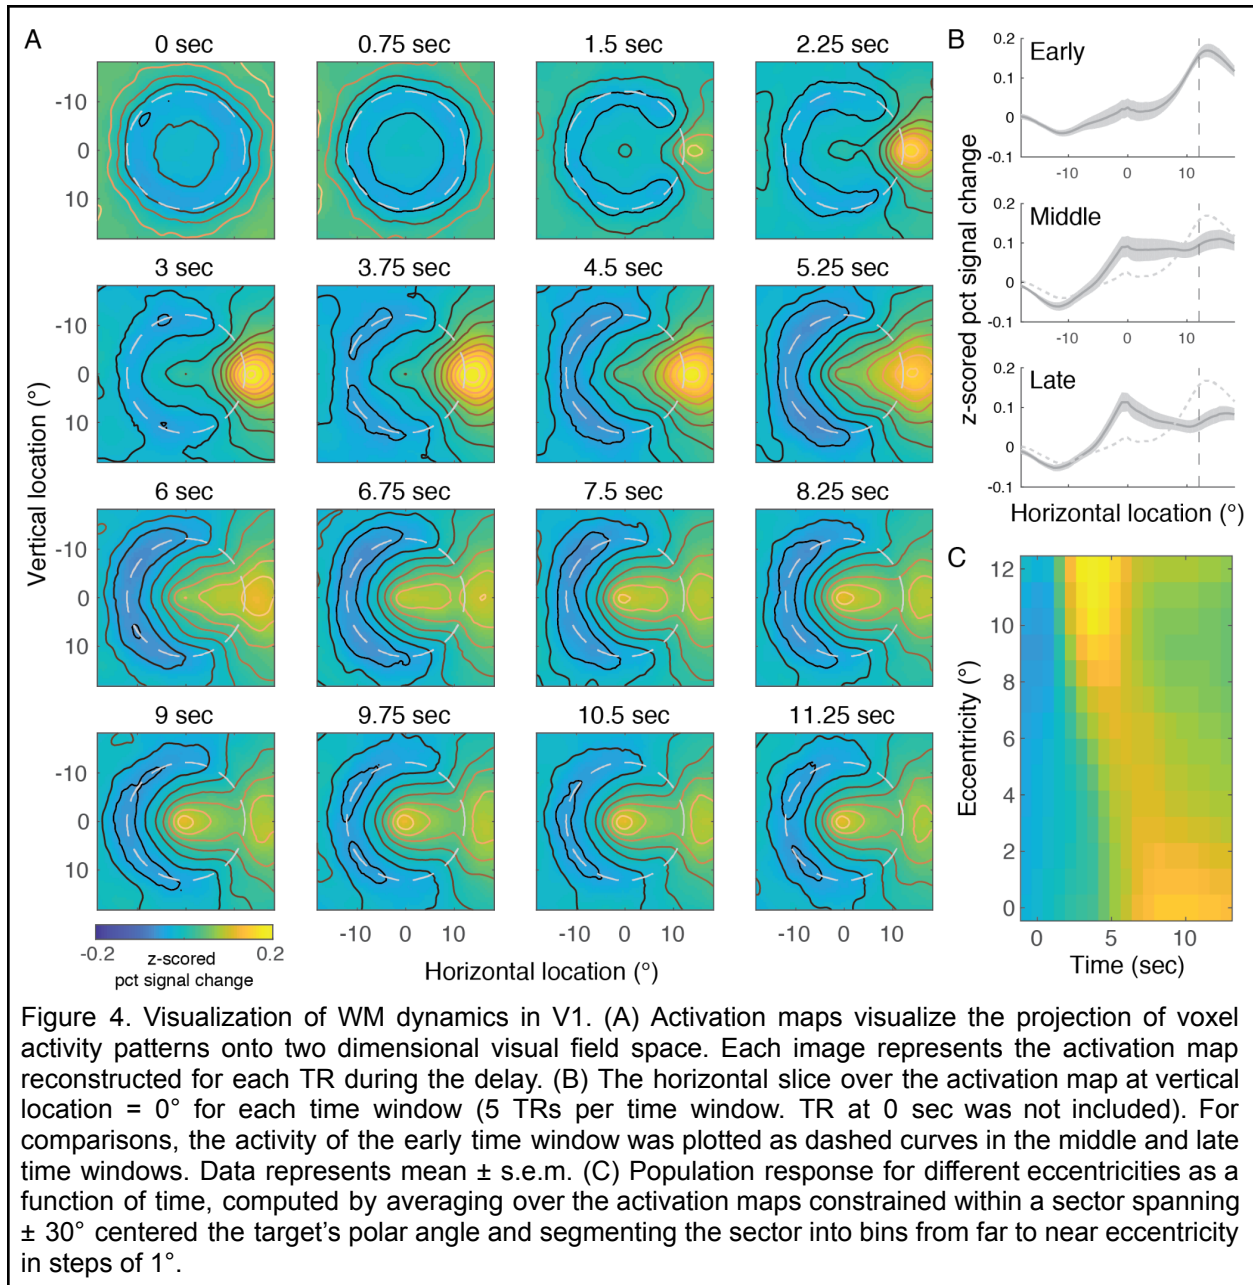 A
0 sec
0.75 sec
1.5 sec
2.25 sec
-10
0
10
3 sec
3.75 sec
4.5 sec
5.25 sec
-10
0
10
6 sec
6.75 sec
7.5 sec
8.25 sec
-10
0
10
9 sec
9.75 sec
10.5 sec
11.25 sec
-10
0
10
Vertical location (°)
-10 0 10
-10 0 10
-10 0 10
Horizontal location (°)
-0.2 0.2
z-scored
pct signal change
B
Early
0.2
0.1
0
-0.1
-10 0 10
Middle
0.2
0.1
0
-0.1
-10 0 10
Late
0.2
0.1
0
-0.1
z-scored pct signal change
Horizontal location (°)
C
12
10
8
6
4
2
0
Eccentricity (°)
0 5 10
Time (sec)
Figure 4. Visualization of WM dynamics in V1. (A) Activation maps visualize the projection of voxel
activity patterns onto two dimensional visual field space. Each image represents the activation map
reconstructed for each TR during the delay. (B) The horizontal slice over the activation map at vertical
location = 0° for each time window (5 TRs per time window. TR at 0 sec was not included). For
comparisons, the activity of the early time window was plotted as dashed curves in the middle and late
time windows. Data represents mean ± s.e.m. (C) Population response for different eccentricities as a
function of time, computed by averaging over the activation maps constrained within a sector spanning
± 30° centered the target's polar angle and segmenting the sector into bins from far to near eccentricity
in steps of 1°.